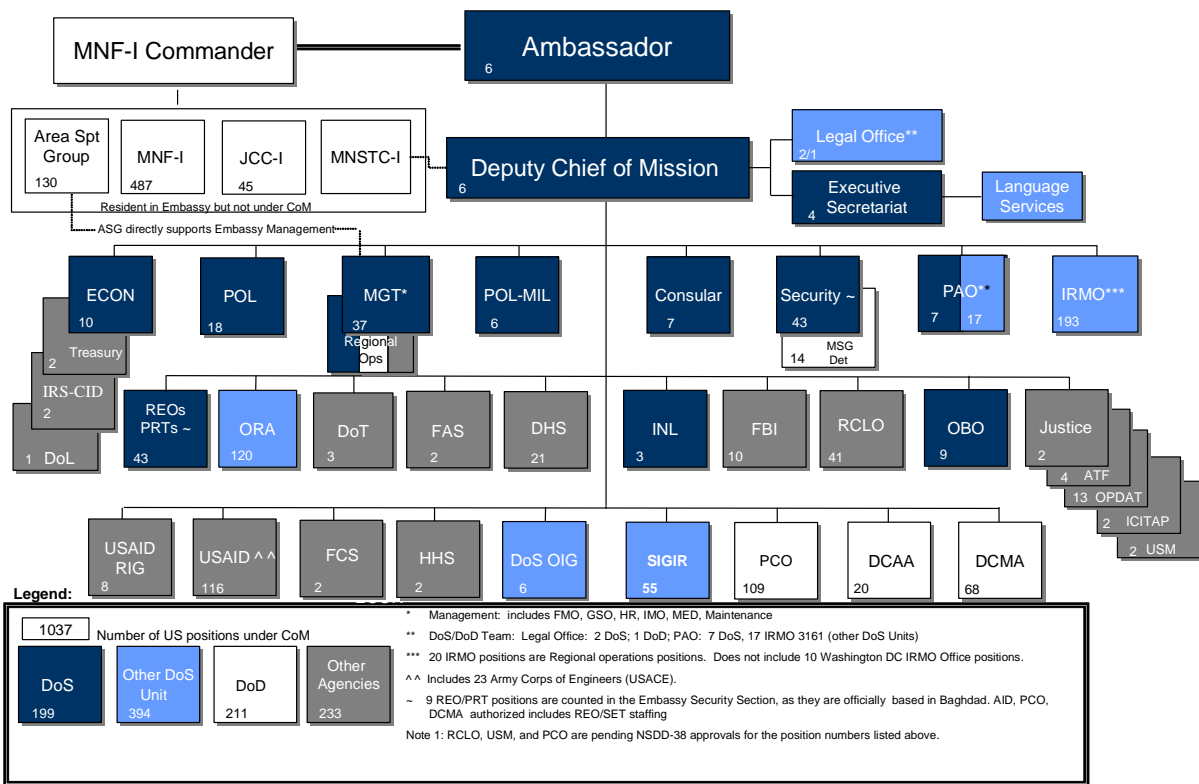 MNF-I Commander
Ambassador
6
Area Spt
Group
130
MNF-I
487
JCC-I
45
MNSTC-I
Resident in Embassy but not under CoM
Deputy Chief of Mission
6
Legal Office**
2/1
Executive
Secretariat
4
Language
Services
ASG directly supports Embassy Management
ECON
10
POL
18
MGT*
37
POL-MIL
6
Consular
7
Security ~
43
PAO**
7
17
IRMO***
193
Treasury
2
Regional
Ops
MSG
Det
14
IRS-CID
2
1 DoL
REOs
PRTs ~
43
ORA
120
DoT
3
FAS
2
DHS
21
INL
3
FBI
10
RCLO
41
OBO
9
Justice
2
4 ATF
13 OPDAT
2 ICITAP
2 USM
USAID
RIG
8
USAID ^ ^
116
FCS
2
HHS
2
DoS OIG
6
SIGIR
55
PCO
109
DCAA
20
DCMA
68
Legend:
1037 Number of US positions under CoM
DoS
199
Other DoS
Unit
394
DoD
211
Other
Agencies
233
* Management: includes FMO, GSO, HR, IMO, MED, Maintenance
** DoS/DoD Team: Legal Office: 2 DoS; 1 DoD; PAO: 7 DoS, 17 IRMO 3161 (other DoS Units)
*** 20 IRMO positions are Regional operations positions. Does not include 10 Washington DC IRMO Office positions.
^ ^ Includes 23 Army Corps of Engineers (USACE).
~ 9 REO/PRT positions are counted in the Embassy Security Section, as they are officially based in Baghdad. AID, PCO,
DCMA authorized includes REO/SET staffing
Note 1: RCLO, USM, and PCO are pending NSDD-38 approvals for the position numbers listed above.